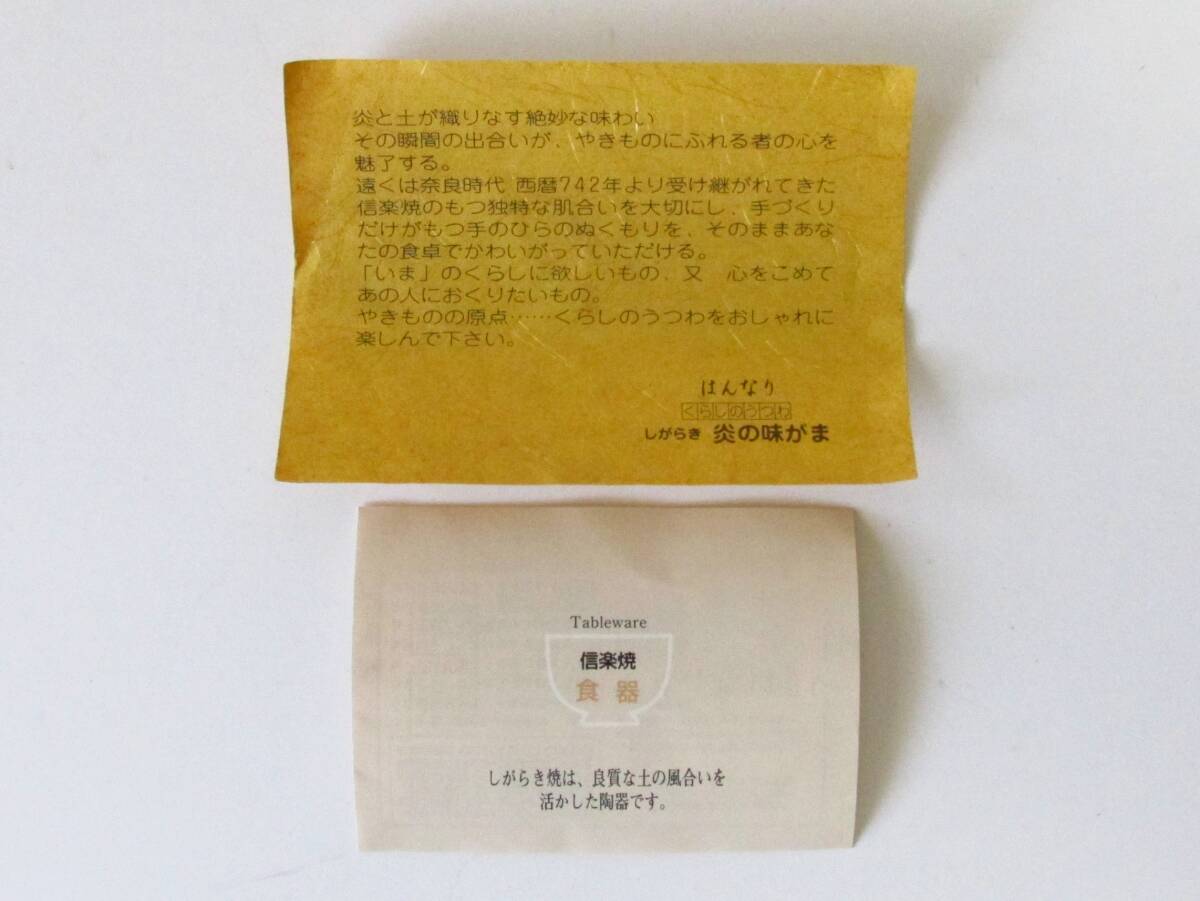 炎と土が織りなす絶妙な味わい
その瞬間の出合いが、やきものにふれる者の心を
魅了する。
遠くは奈良時代 西暦742年より受け継がれてきた
信楽焼のもつ独特な肌合いを大切にし、手づくり
だけがもつ手のひらのぬくもりを、そのままあな
たの食卓でかわいがっていただける。
「いま」のくらしに欲しいもの、又　心をこめて
あの人におくりたいもの。
やきものの原点……くらしのうつわをおしゃれに
楽しんで下さい。
はんなり
くらしのうつわ
しがらき 炎の味がま
Tableware
信楽焼
食器
しがらき焼は、良質な土の風合いを
活かした陶器です。